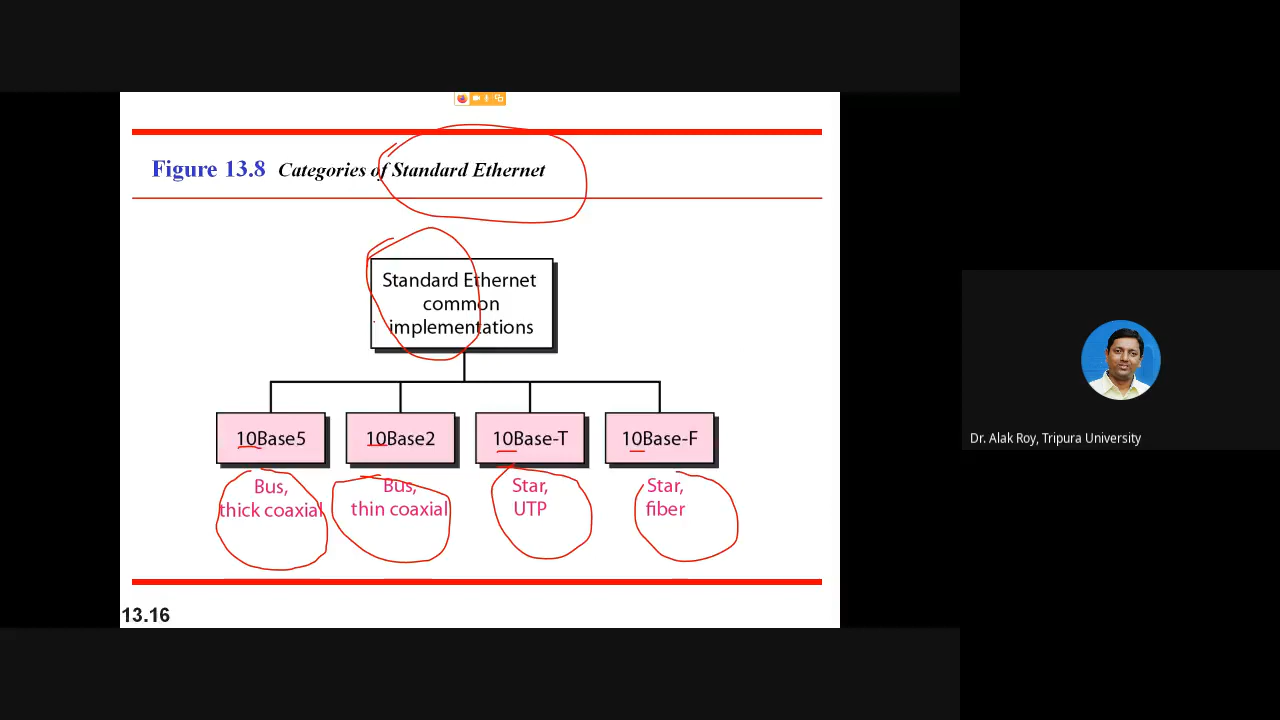 Figure 13.8 Categories of Standard Ethernet
Standard Ethernet
common
implementations
10Base5
10Base2
10Base-T
10Base-F
Bus,
thick coaxial
Bus,
thin coaxial
Star,
UTP
Star,
fiber
13.16
Dr. Alak Roy, Tripura University